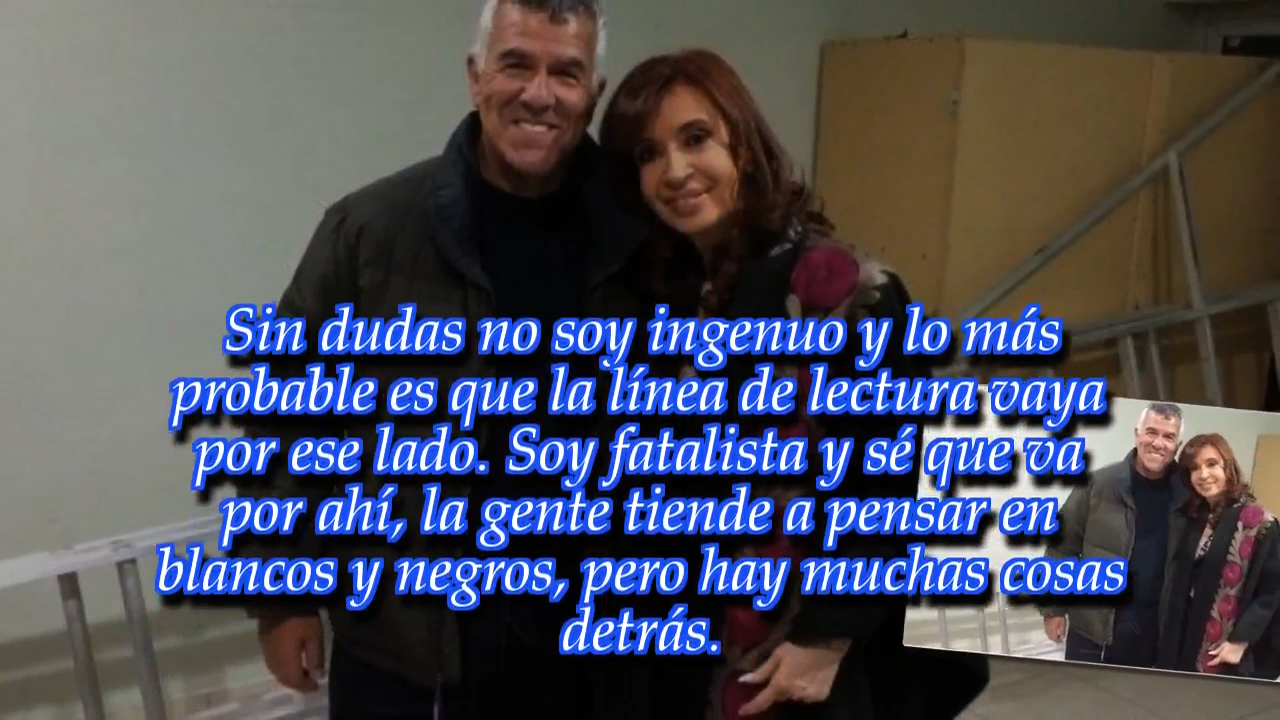 Sin dudas no soy ingenuo y lo más
probable es que la línea de lectura vaya
por ese lado. Soy fatalista y sé que va
por ahí, la gente tiende a pensar en
blancos y negros, pero hay muchas cosas
detrás.